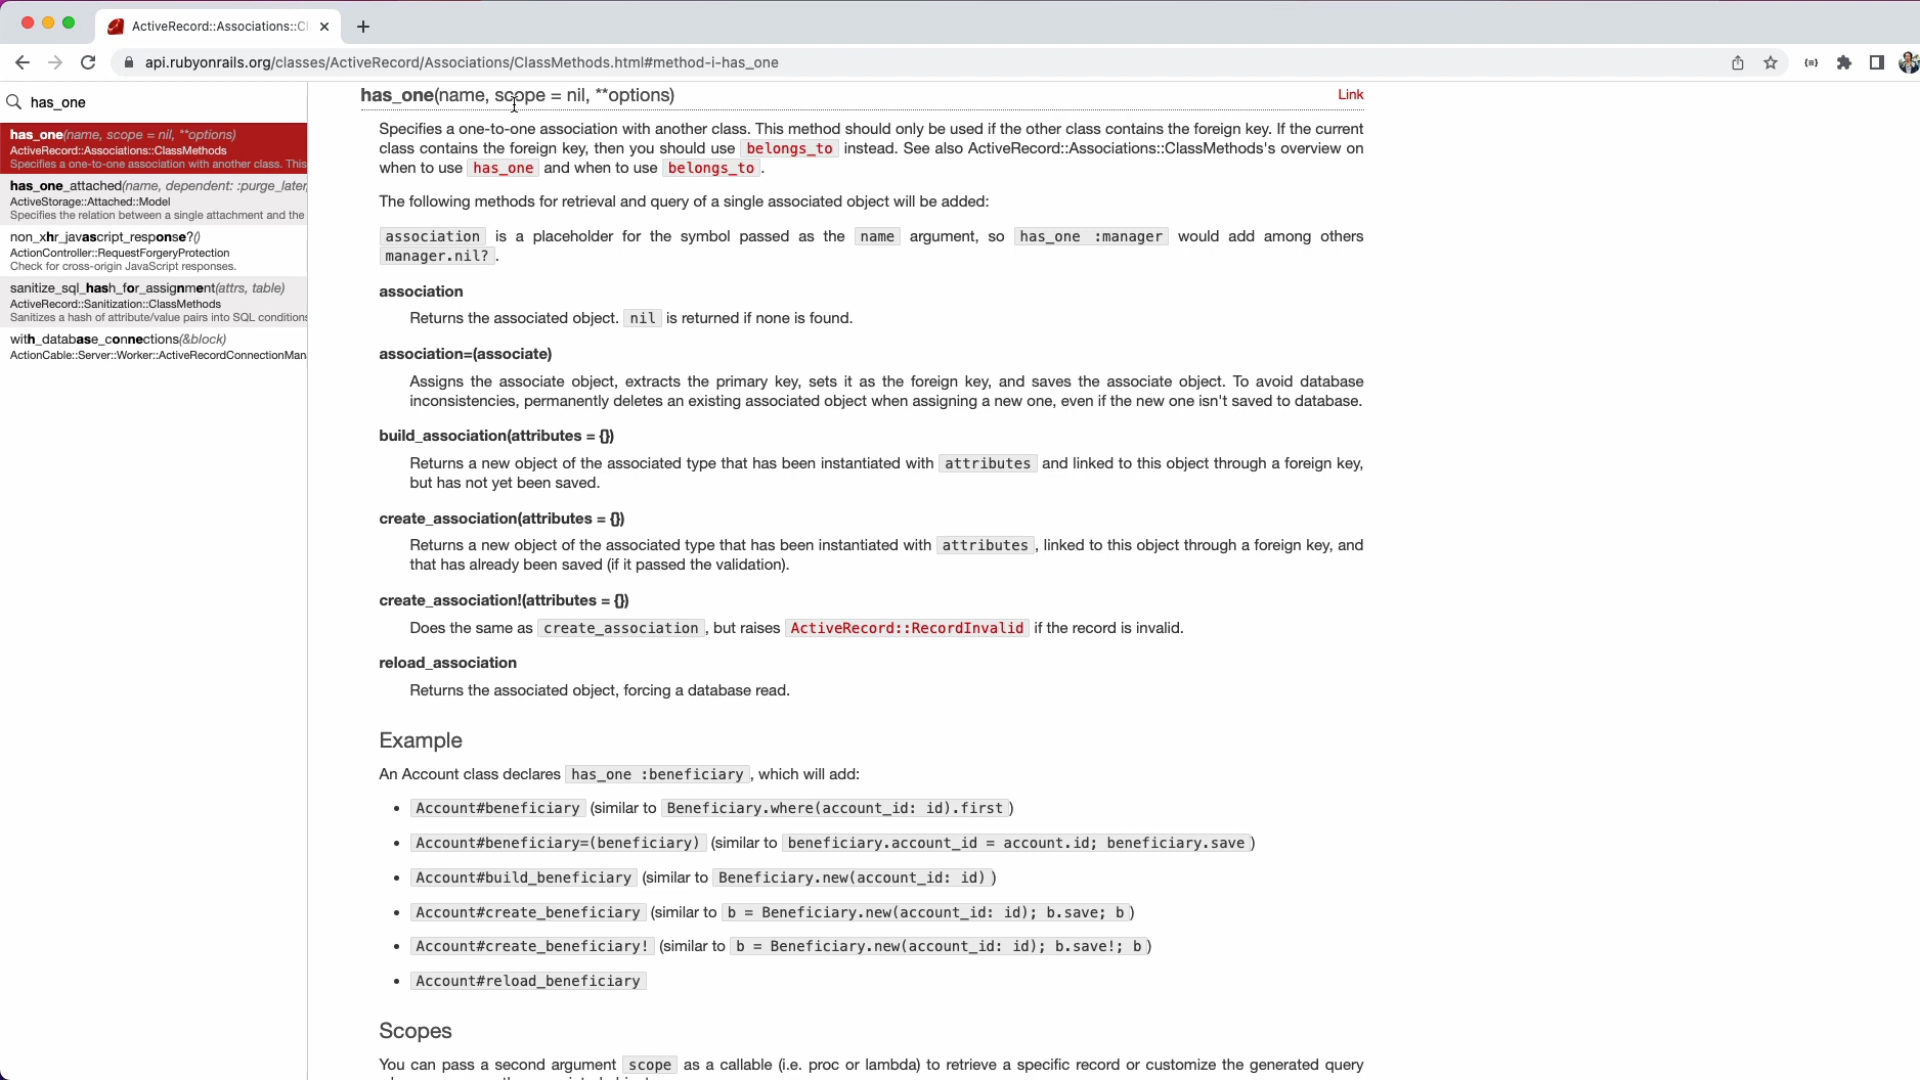 ActiveRecord::Associations::Cl
api.rubyonrails.org/classes/ActiveRecord/Associations/ClassMethods.html#method-i-has_one
has_one
has_one(name, scope = nil, **options)
ActiveRecord::Associations::ClassMethods
Specifies a one-to-one association with another class. This
has_one_attached(name, dependent: :purge_later,
ActiveStorage::Attached::Model
Specifies the relation between a single attachment and the
non_xhr_javascript_response?()
ActionController::RequestForgeryProtection
Check for cross-origin JavaScript responses.
sanitize_sql_hash_for_assignment(attrs, table)
ActiveRecord::Sanitization::ClassMethods
Sanitizes a hash of attribute/value pairs into SQL conditions
with_database_connections(&block)
ActionCable::Server::Worker::ActiveRecordConnectionMan
has_one(name, scope = nil, **options)
Link
Specifies a one-to-one association with another class. This method should only be used if the other class contains the foreign key. If the current
class contains the foreign key, then you should use belongs_to instead. See also ActiveRecord::Associations::ClassMethods's overview on
when to use has_one and when to use belongs_to.
The following methods for retrieval and query of a single associated object will be added:
association is a placeholder for the symbol passed as the name argument, so has_one :manager would add among others
manager.nil?.
association
Returns the associated object. nil is returned if none is found.
association=(associate)
Assigns the associate object, extracts the primary key, sets it as the foreign key, and saves the associate object. To avoid database
inconsistencies, permanently deletes an existing associated object when assigning a new one, even if the new one isn't saved to database.
build_association(attributes = {})
Returns a new object of the associated type that has been instantiated with attributes and linked to this object through a foreign key,
but has not yet been saved.
create_association(attributes = {})
Returns a new object of the associated type that has been instantiated with attributes, linked to this object through a foreign key, and
that has already been saved (if it passed the validation).
create_association!(attributes = {})
Does the same as create_association, but raises ActiveRecord::RecordInvalid if the record is invalid.
reload_association
Returns the associated object, forcing a database read.
Example
An Account class declares has_one :beneficiary, which will add:
• Account#beneficiary (similar to Beneficiary.where(account_id: id).first)
• Account#beneficiary=(beneficiary) (similar to beneficiary.account_id = account.id; beneficiary.save)
• Account#build_beneficiary (similar to Beneficiary.new(account_id: id))
• Account#create_beneficiary (similar to b = Beneficiary.new(account_id: id); b.save; b)
• Account#create_beneficiary! (similar to b = Beneficiary.new(account_id: id); b.save!; b)
• Account#reload_beneficiary
Scopes
You can pass a second argument scope as a callable (i.e. proc or lambda) to retrieve a specific record or customize the generated query